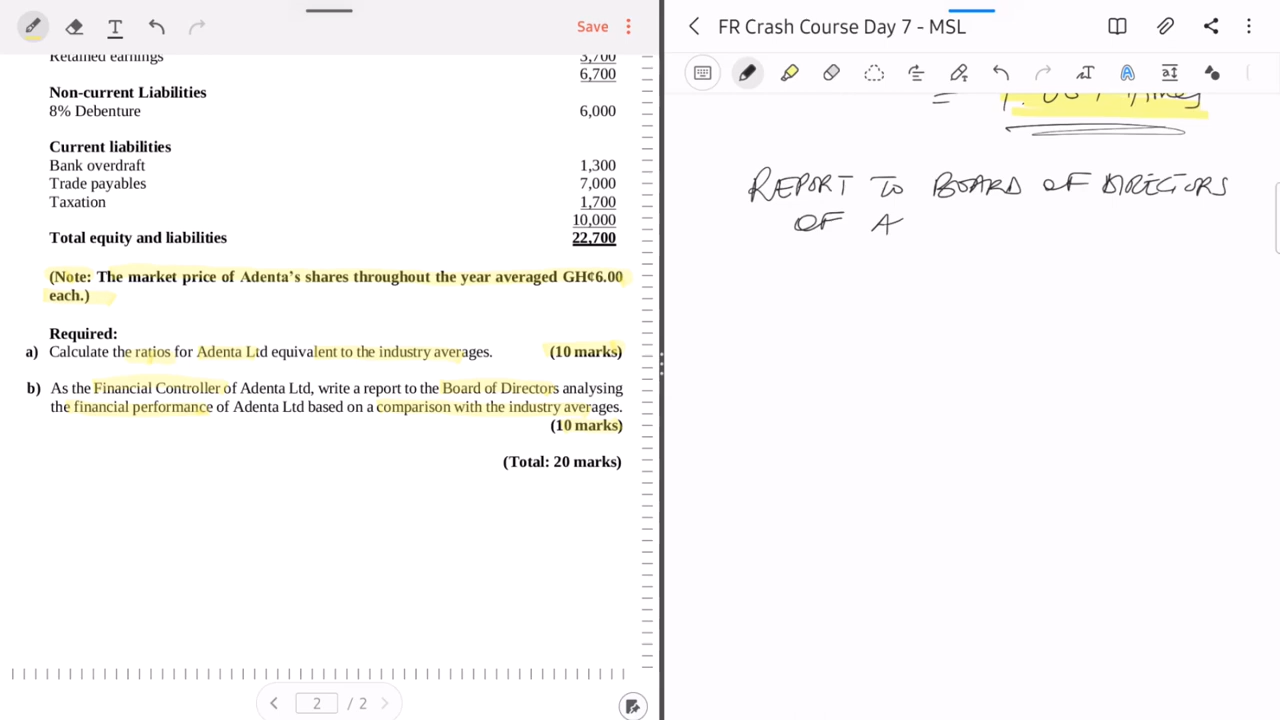 Save
Retained earnings 3,700
6,700
Non-current Liabilities
8% Debenture 6,000
Current liabilities
Bank overdraft 1,300
Trade payables 7,000
Taxation 1,700
10,000
Total equity and liabilities 22,700
(Note: The market price of Adenta’s shares throughout the year averaged GH¢6.00
each.)
Required:
a) Calculate the ratios for Adenta Ltd equivalent to the industry averages. (10 marks)
b) As the Financial Controller of Adenta Ltd, write a report to the Board of Directors analysing
the financial performance of Adenta Ltd based on a comparison with the industry averages.
(10 marks)
(Total: 20 marks)
2 / 2
FR Crash Course Day 7 - MSL
= times
REPORT TO BOARD OF DIRECTORS
OF A